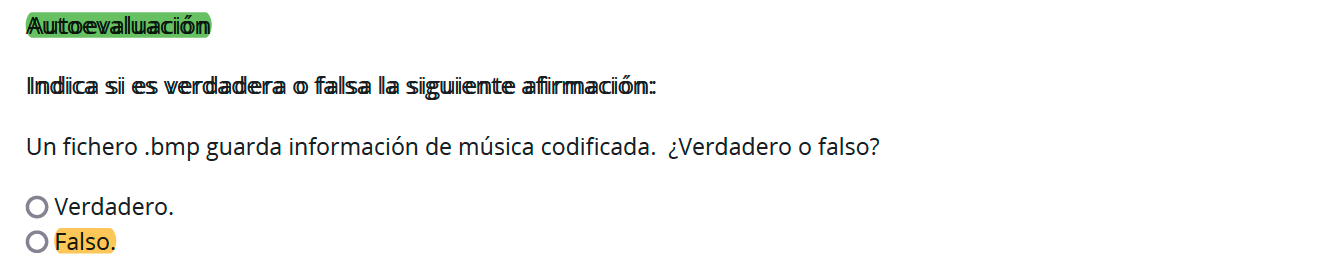 Autoevaluación
Indica si es verdadera o falsa la siguiente afirmación:
Un fichero .bmp guarda información de música codificada. ¿Verdadero o falso?
Verdadero.
Falso.